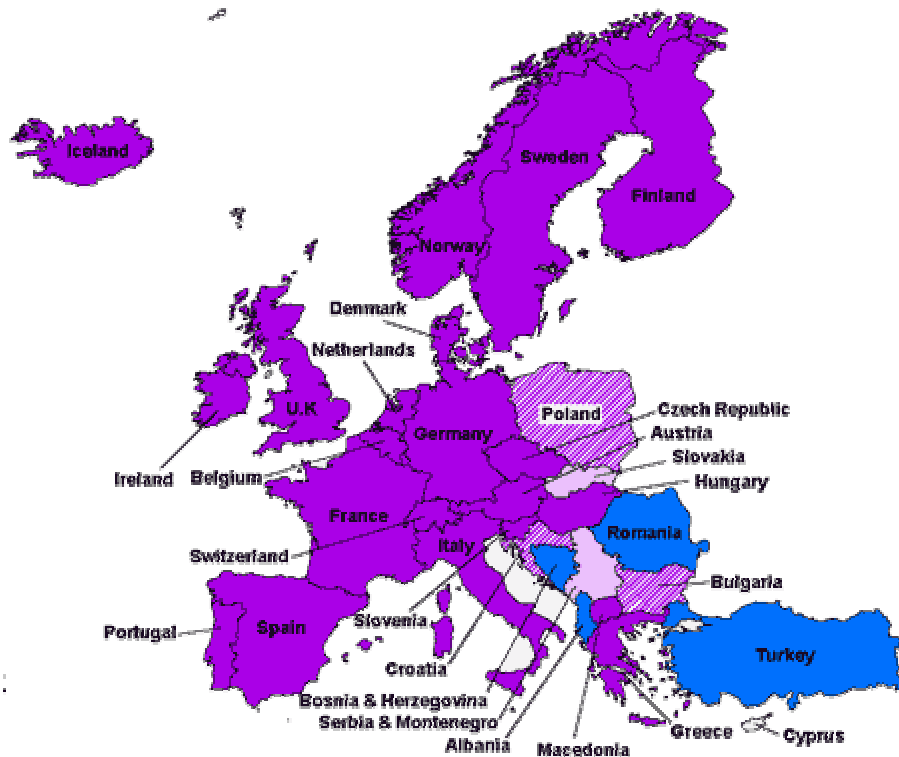 Iceland
Sweden
Finland
Norway
Denmark
Netherlands
Poland
Czech Republic
U.K
Germany
Austria
Slovakia
Ireland
Belgium
Hungary
France
Romania
Switzerland
Italy
Bulgaria
Portugal
Spain
Slovenia
Turkey
Croatia
Bosnia & Herzegovina
Serbia & Montenegro
Albania
Macedonia
Greece
Cyprus